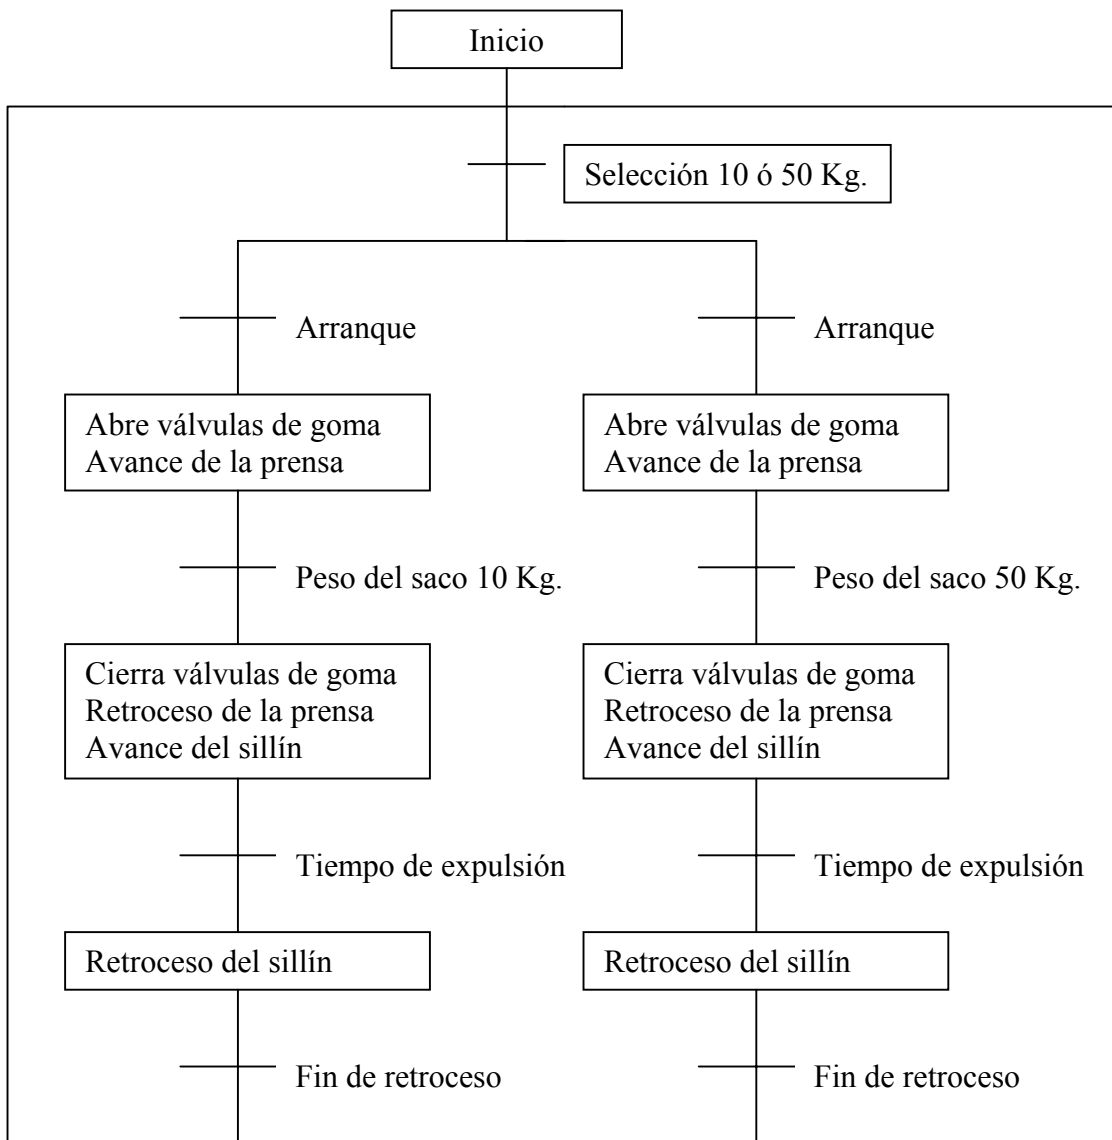 Inicio
Selección 10 ó 50 Kg.
Arranque
Arranque
Abre válvulas de goma
Avance de la prensa
Abre válvulas de goma
Avance de la prensa
Peso del saco 10 Kg.
Peso del saco 50 Kg.
Cierra válvulas de goma
Retroceso de la prensa
Avance del sillín
Cierra válvulas de goma
Retroceso de la prensa
Avance del sillín
Tiempo de expulsión
Tiempo de expulsión
Retroceso del sillín
Retroceso del sillín
Fin de retroceso
Fin de retroceso